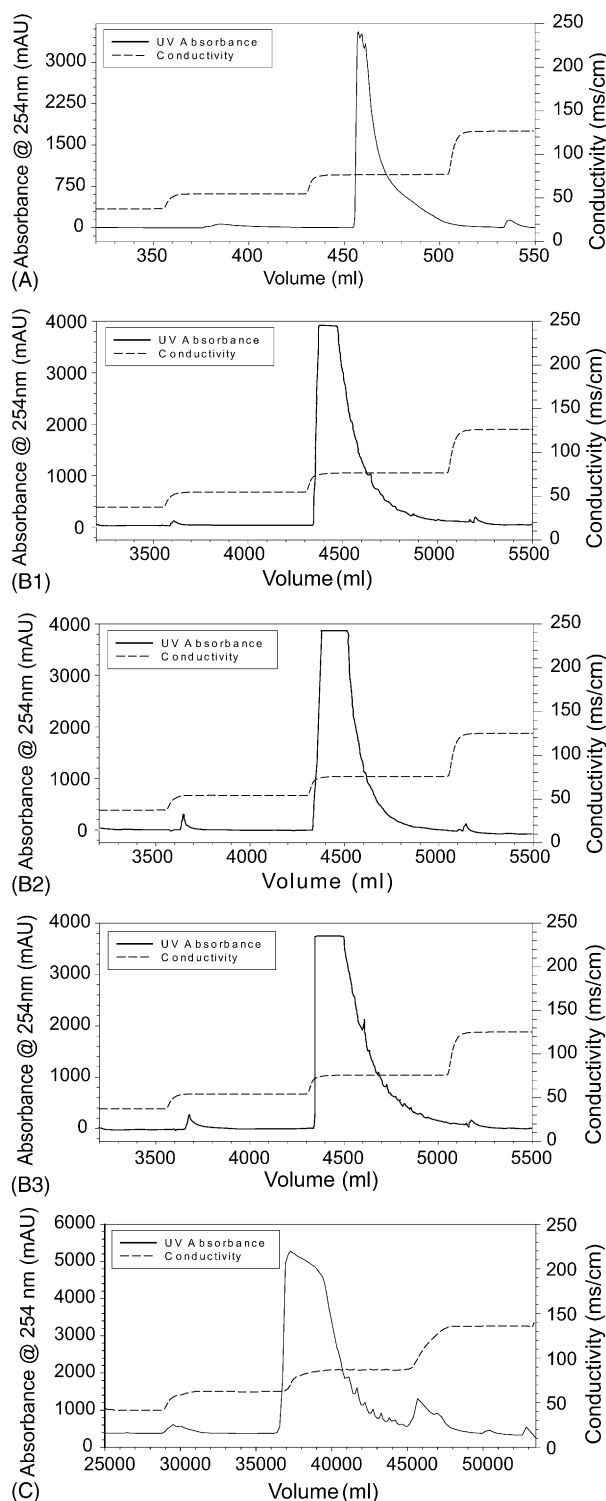 Absorbance @ 254nm (mAU)
3000
2250
1500
750
0
UV Absorbance
Conductivity
250
200
150
100
50
0
Conductivity (ms/cm)
350 400 450 500 550
Volume (ml)
(A)
Absorbance @ 254nm (mAU)
4000
3000
2000
1000
0
UV Absorbance
Conductivity
250
200
150
100
50
0
Conductivity (ms/cm)
3500 4000 4500 5000 5500
Volume (ml)
(B1)
Absorbance @ 254nm (mAU)
4000
3000
2000
1000
0
UV Absorbance
Conductivity
250
200
150
100
50
0
Conductivity (ms/cm)
3500 4000 4500 5000 5500
Volume (ml)
(B2)
Absorbance @ 254nm (mAU)
4000
3000
2000
1000
0
UV Absorbance
Conductivity
250
200
150
100
50
0
Conductivity (ms/cm)
3500 4000 4500 5000 5500
Volume (ml)
(B3)
Absorbance @ 254 nm (mAU)
6000
5000
4000
3000
2000
1000
0
UV Absorbance
Conductivity
250
200
150
100
50
0
Conductivity (ms/cm)
25000 30000 35000 40000 45000 50000
Volume (ml)
(C)